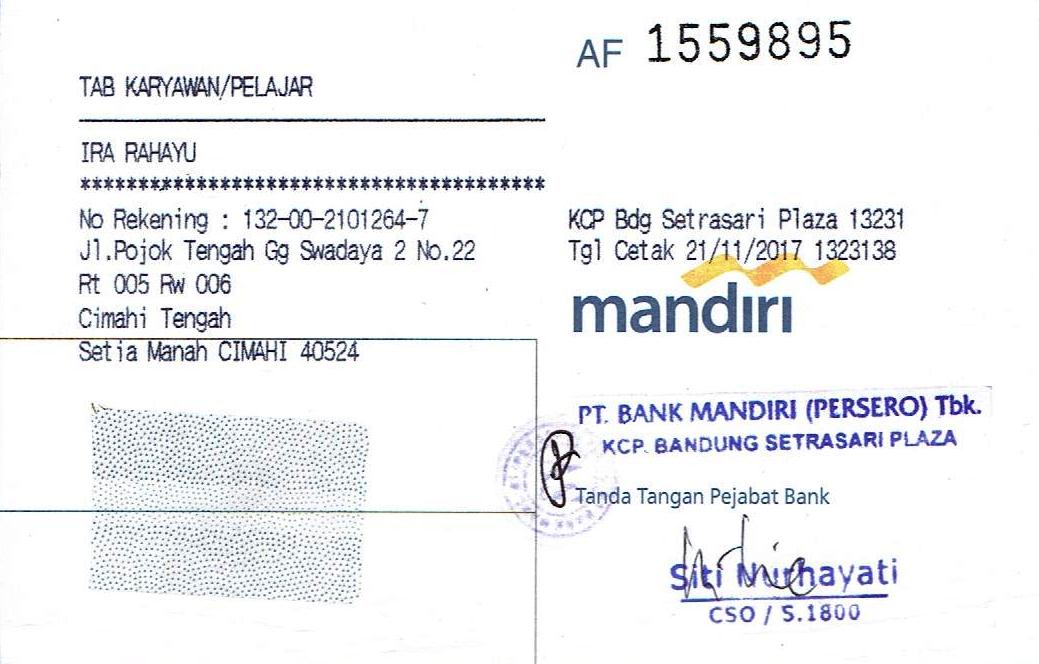 AF 1559895
TAB KARYAWAN/PELAJAR
IRA RAHAYU
****************************************
No Rekening : 132-00-2101264-7
Jl.Pojok Tengah Gg Swadaya 2 No.22
Rt 005 Rw 006
Cimahi Tengah
Setia Manah CIMAHI 40524
KCP Bdg Setrasari Plaza 13231
Tgl Cetak 21/11/2017 1323138
mandiri
PT. BANK MANDIRI (PERSERO) Tbk.
KCP. BANDUNG SETRASARI PLAZA
Tanda Tangan Pejabat Bank
Siti Nurhayati
CSO / S.1800